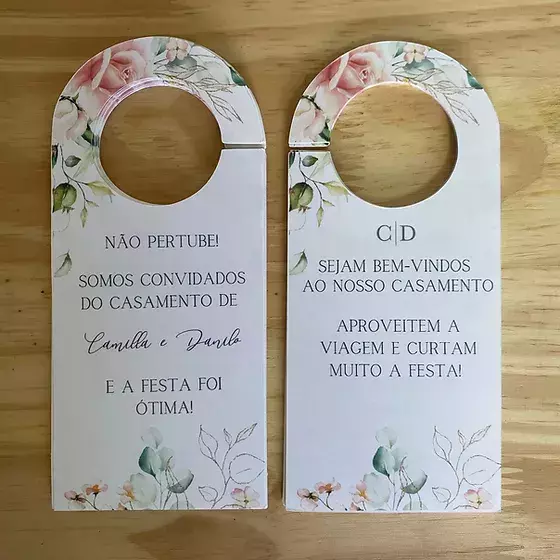 NÃO PERTUBE!
SOMOS CONVIDADOS
DO CASAMENTO DE
Camilla e Danilo
E A FESTA FOI
ÓTIMA!
C|D
SEJAM BEM-VINDOS
AO NOSSO CASAMENTO
APROVEITEM A
VIAGEM E CURTAM
MUITO A FESTA!